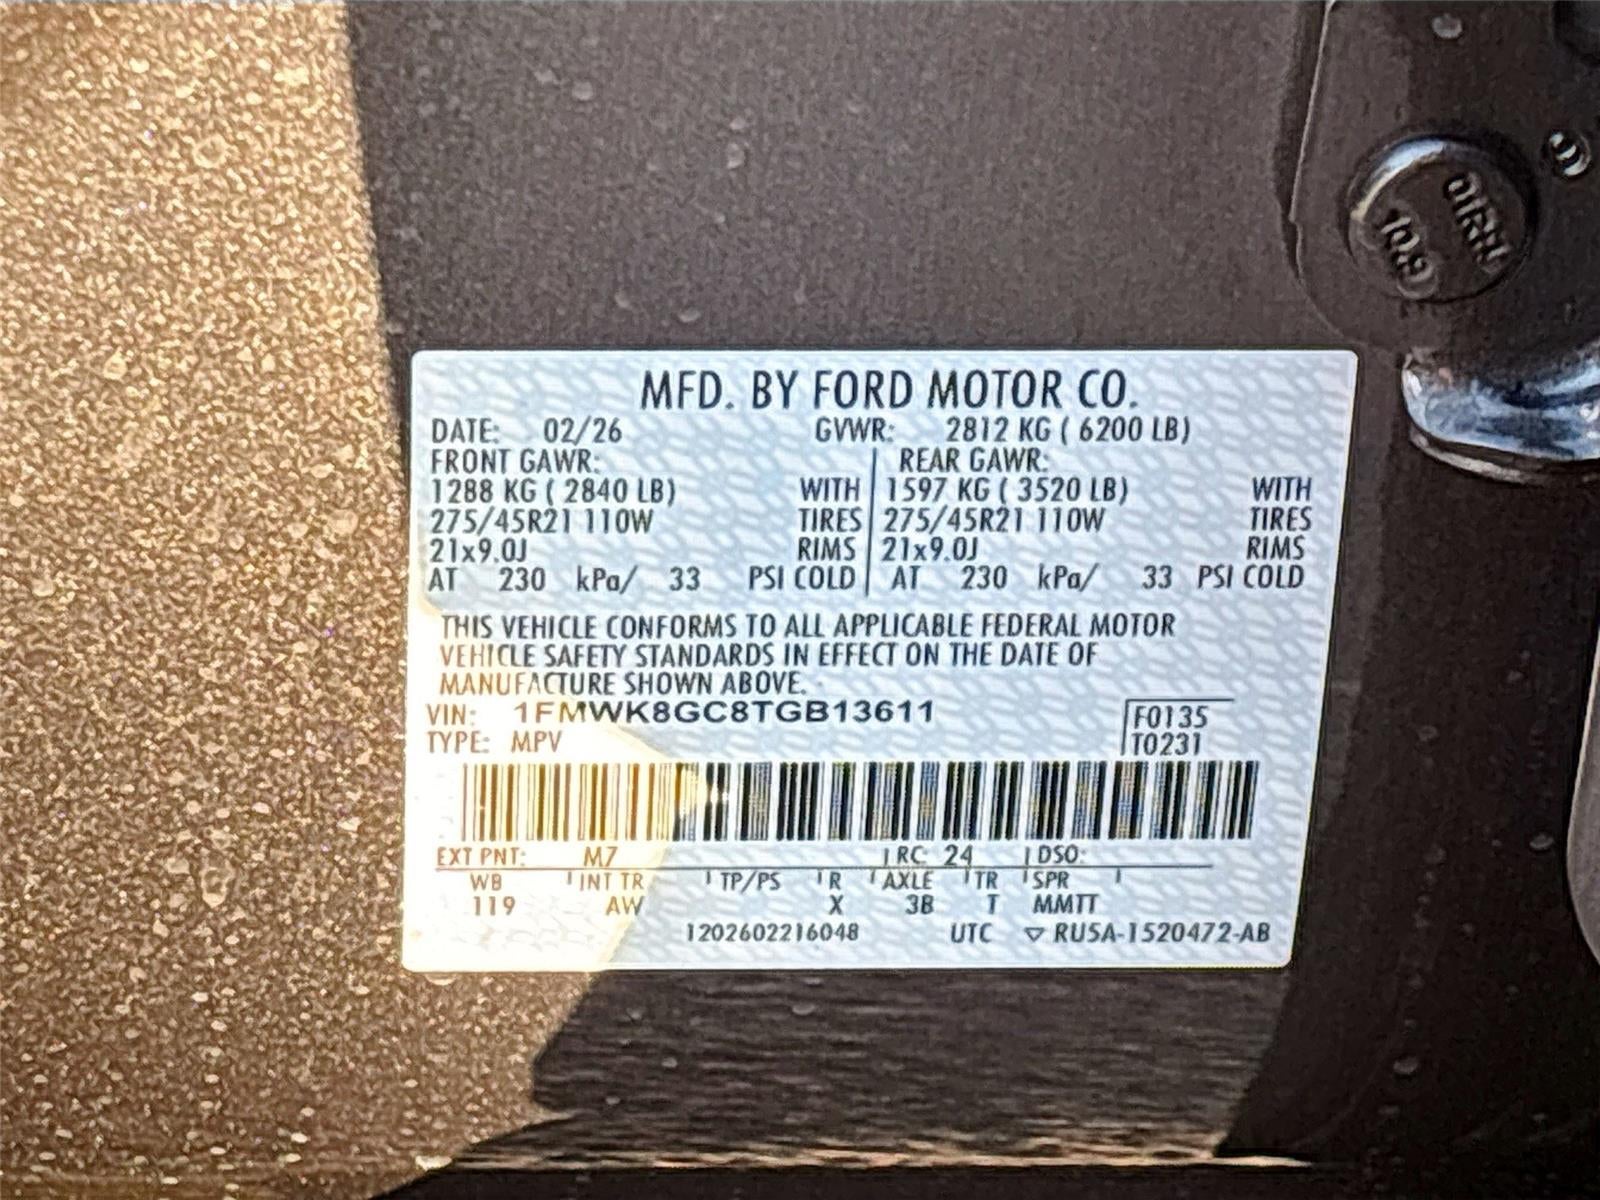 MFD. BY FORD MOTOR CO.
DATE: 02/26 GVWR: 2812 KG ( 6200 LB)
FRONT GAWR: REAR GAWR:
1288 KG ( 2840 LB) WITH 1597 KG ( 3520 LB) WITH
275/45R21 110W TIRES 275/45R21 110W TIRES
21x9.0J RIMS 21x9.0J RIMS
AT 230 kPa/ 33 PSI COLD AT 230 kPa/ 33 PSI COLD
THIS VEHICLE CONFORMS TO ALL APPLICABLE FEDERAL MOTOR
VEHICLE SAFETY STANDARDS IN EFFECT ON THE DATE OF
MANUFACTURE SHOWN ABOVE.
VIN: 1FMWK8GC8TGB13611 F0135
TYPE: MPV T0231
EXT PNT: M7 RC: 24 DSO:
WB INT TR TP/PS R AXLE TR SPR
119 AW X 3B T MMTT
1202602216048 UTC ▽ RU5A-1520472-AB
10.9